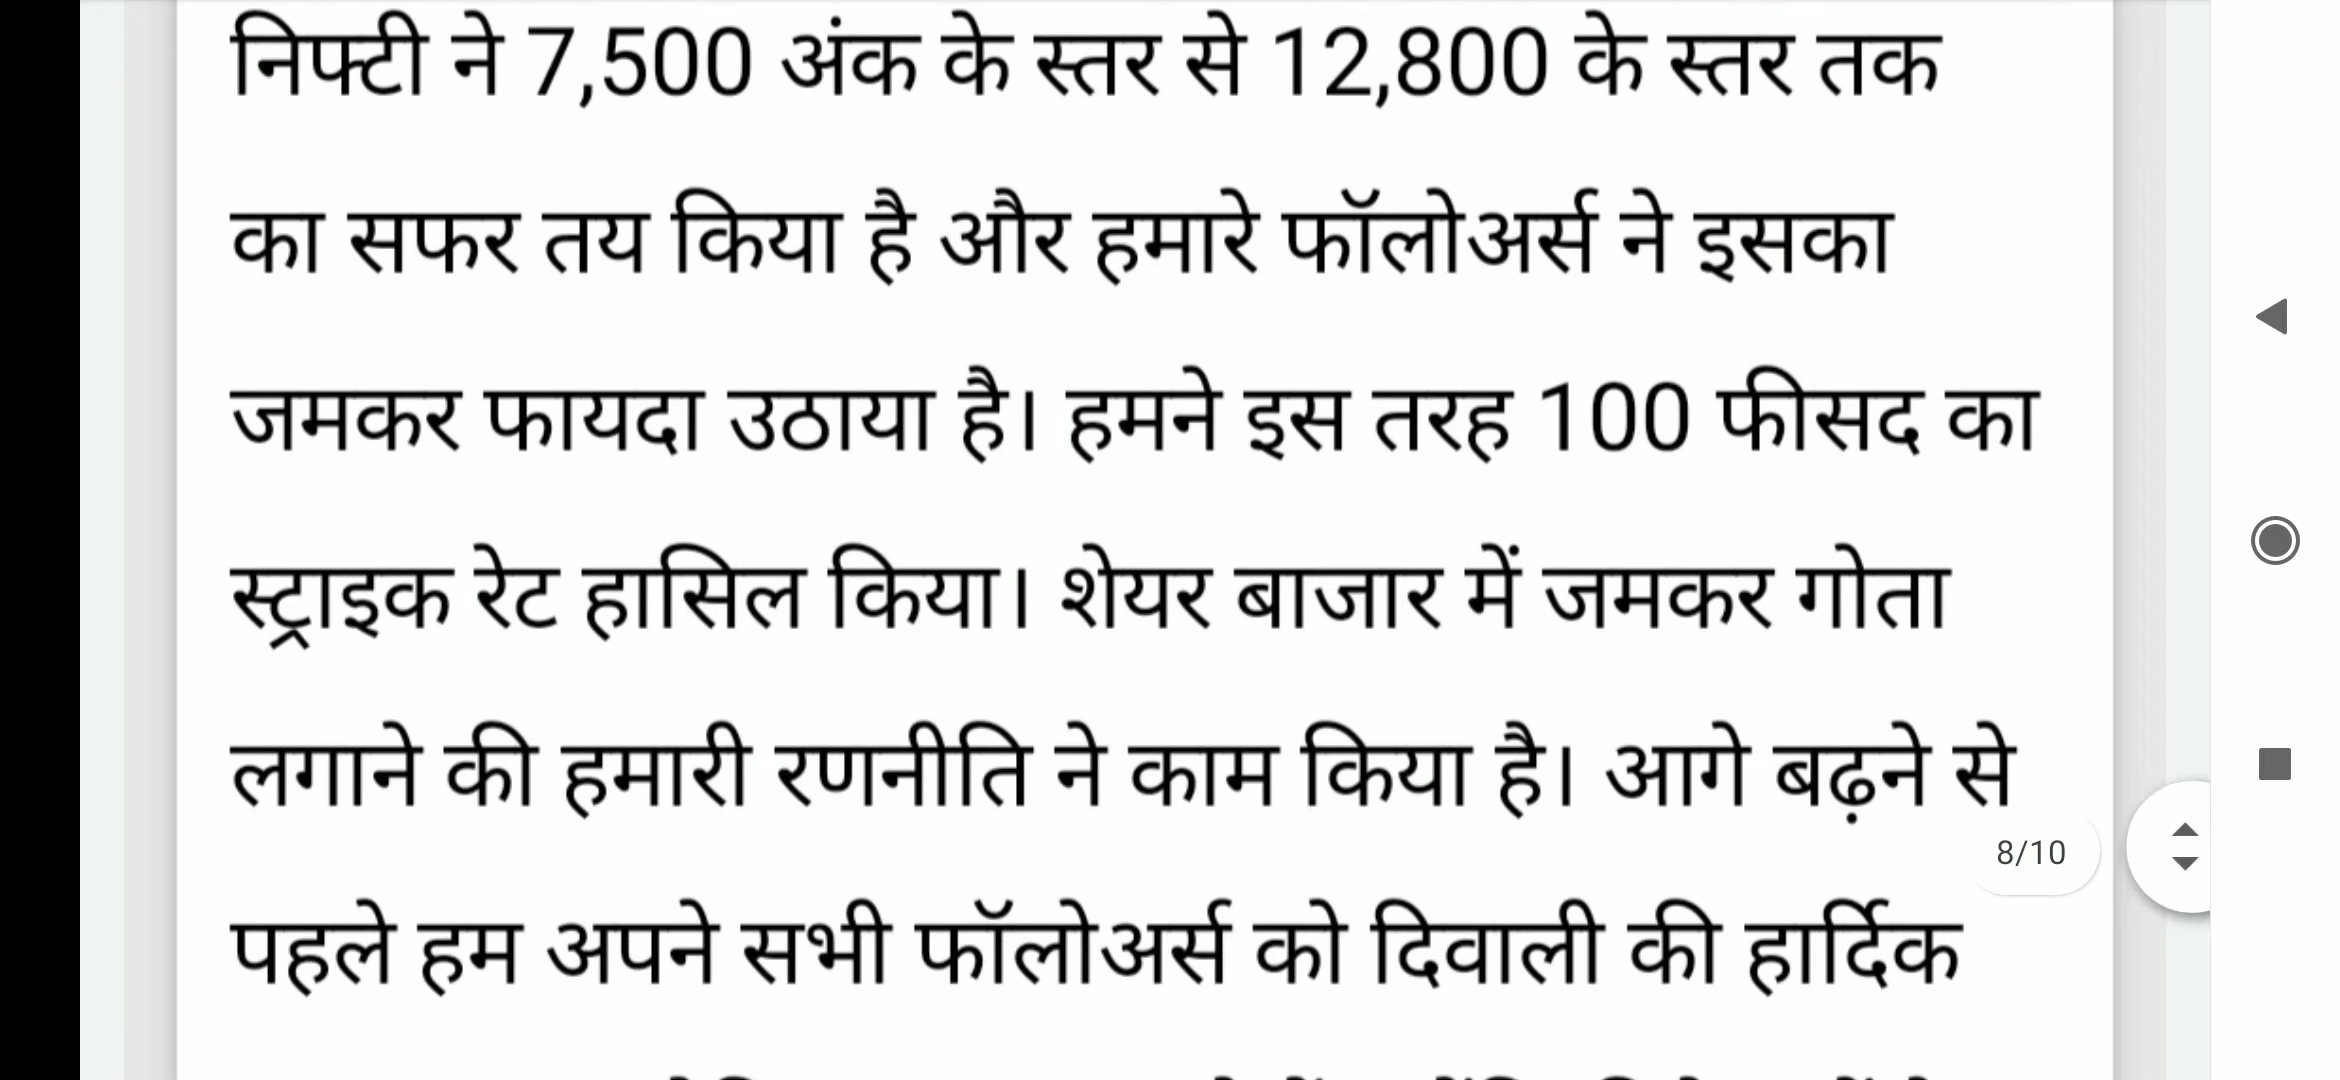 निफ्टी ने 7,500 अंक के स्तर से 12,800 के स्तर तक
का सफर तय किया है और हमारे फॉलोअर्स ने इसका
जमकर फायदा उठाया है। हमने इस तरह 100 फीसद का
स्ट्राइक रेट हासिल किया। शेयर बाजार में जमकर गोता
लगाने की हमारी रणनीति ने काम किया है। आगे बढ़ने से
8/10
पहले हम अपने सभी फॉलोअर्स को दिवाली की हार्दिक